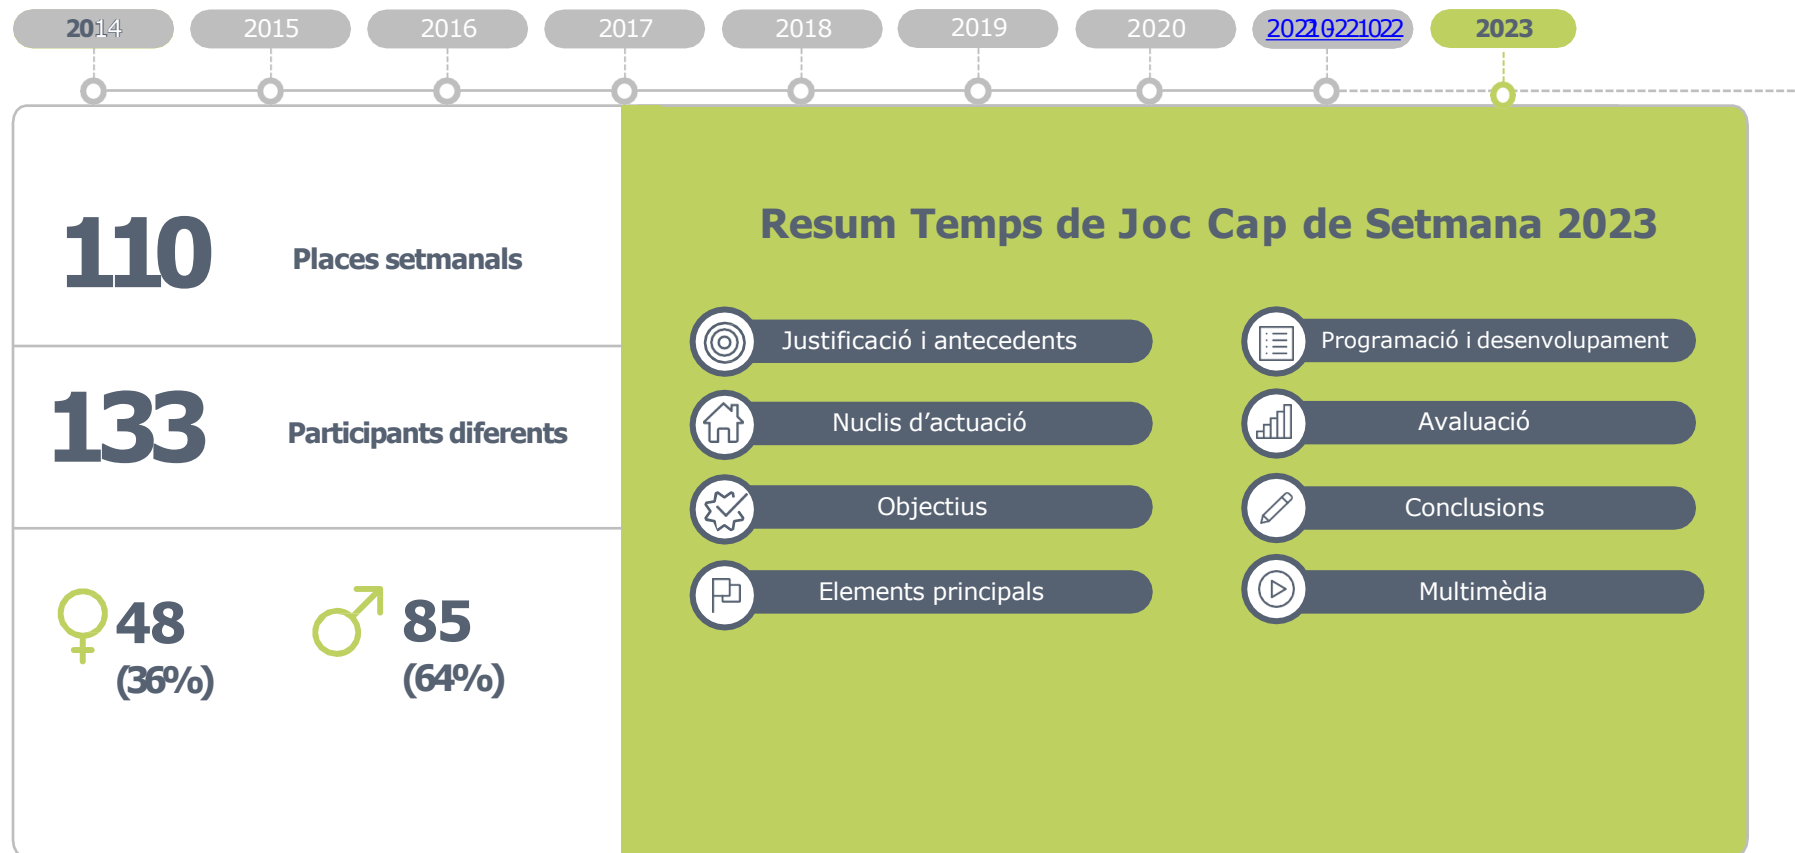 2014 2015 2016 2017 2018 2019 2020 2023
Resum Temps de Joc Cap de Setmana 2023
110 Places setmanals
133 Participants diferents
48 85
(36%) (64%)
Justificació i antecedents
Nuclis d’actuació
Objectius
Elements principals
Programació i desenvolupament
Avaluació
Conclusions
Multimèdia